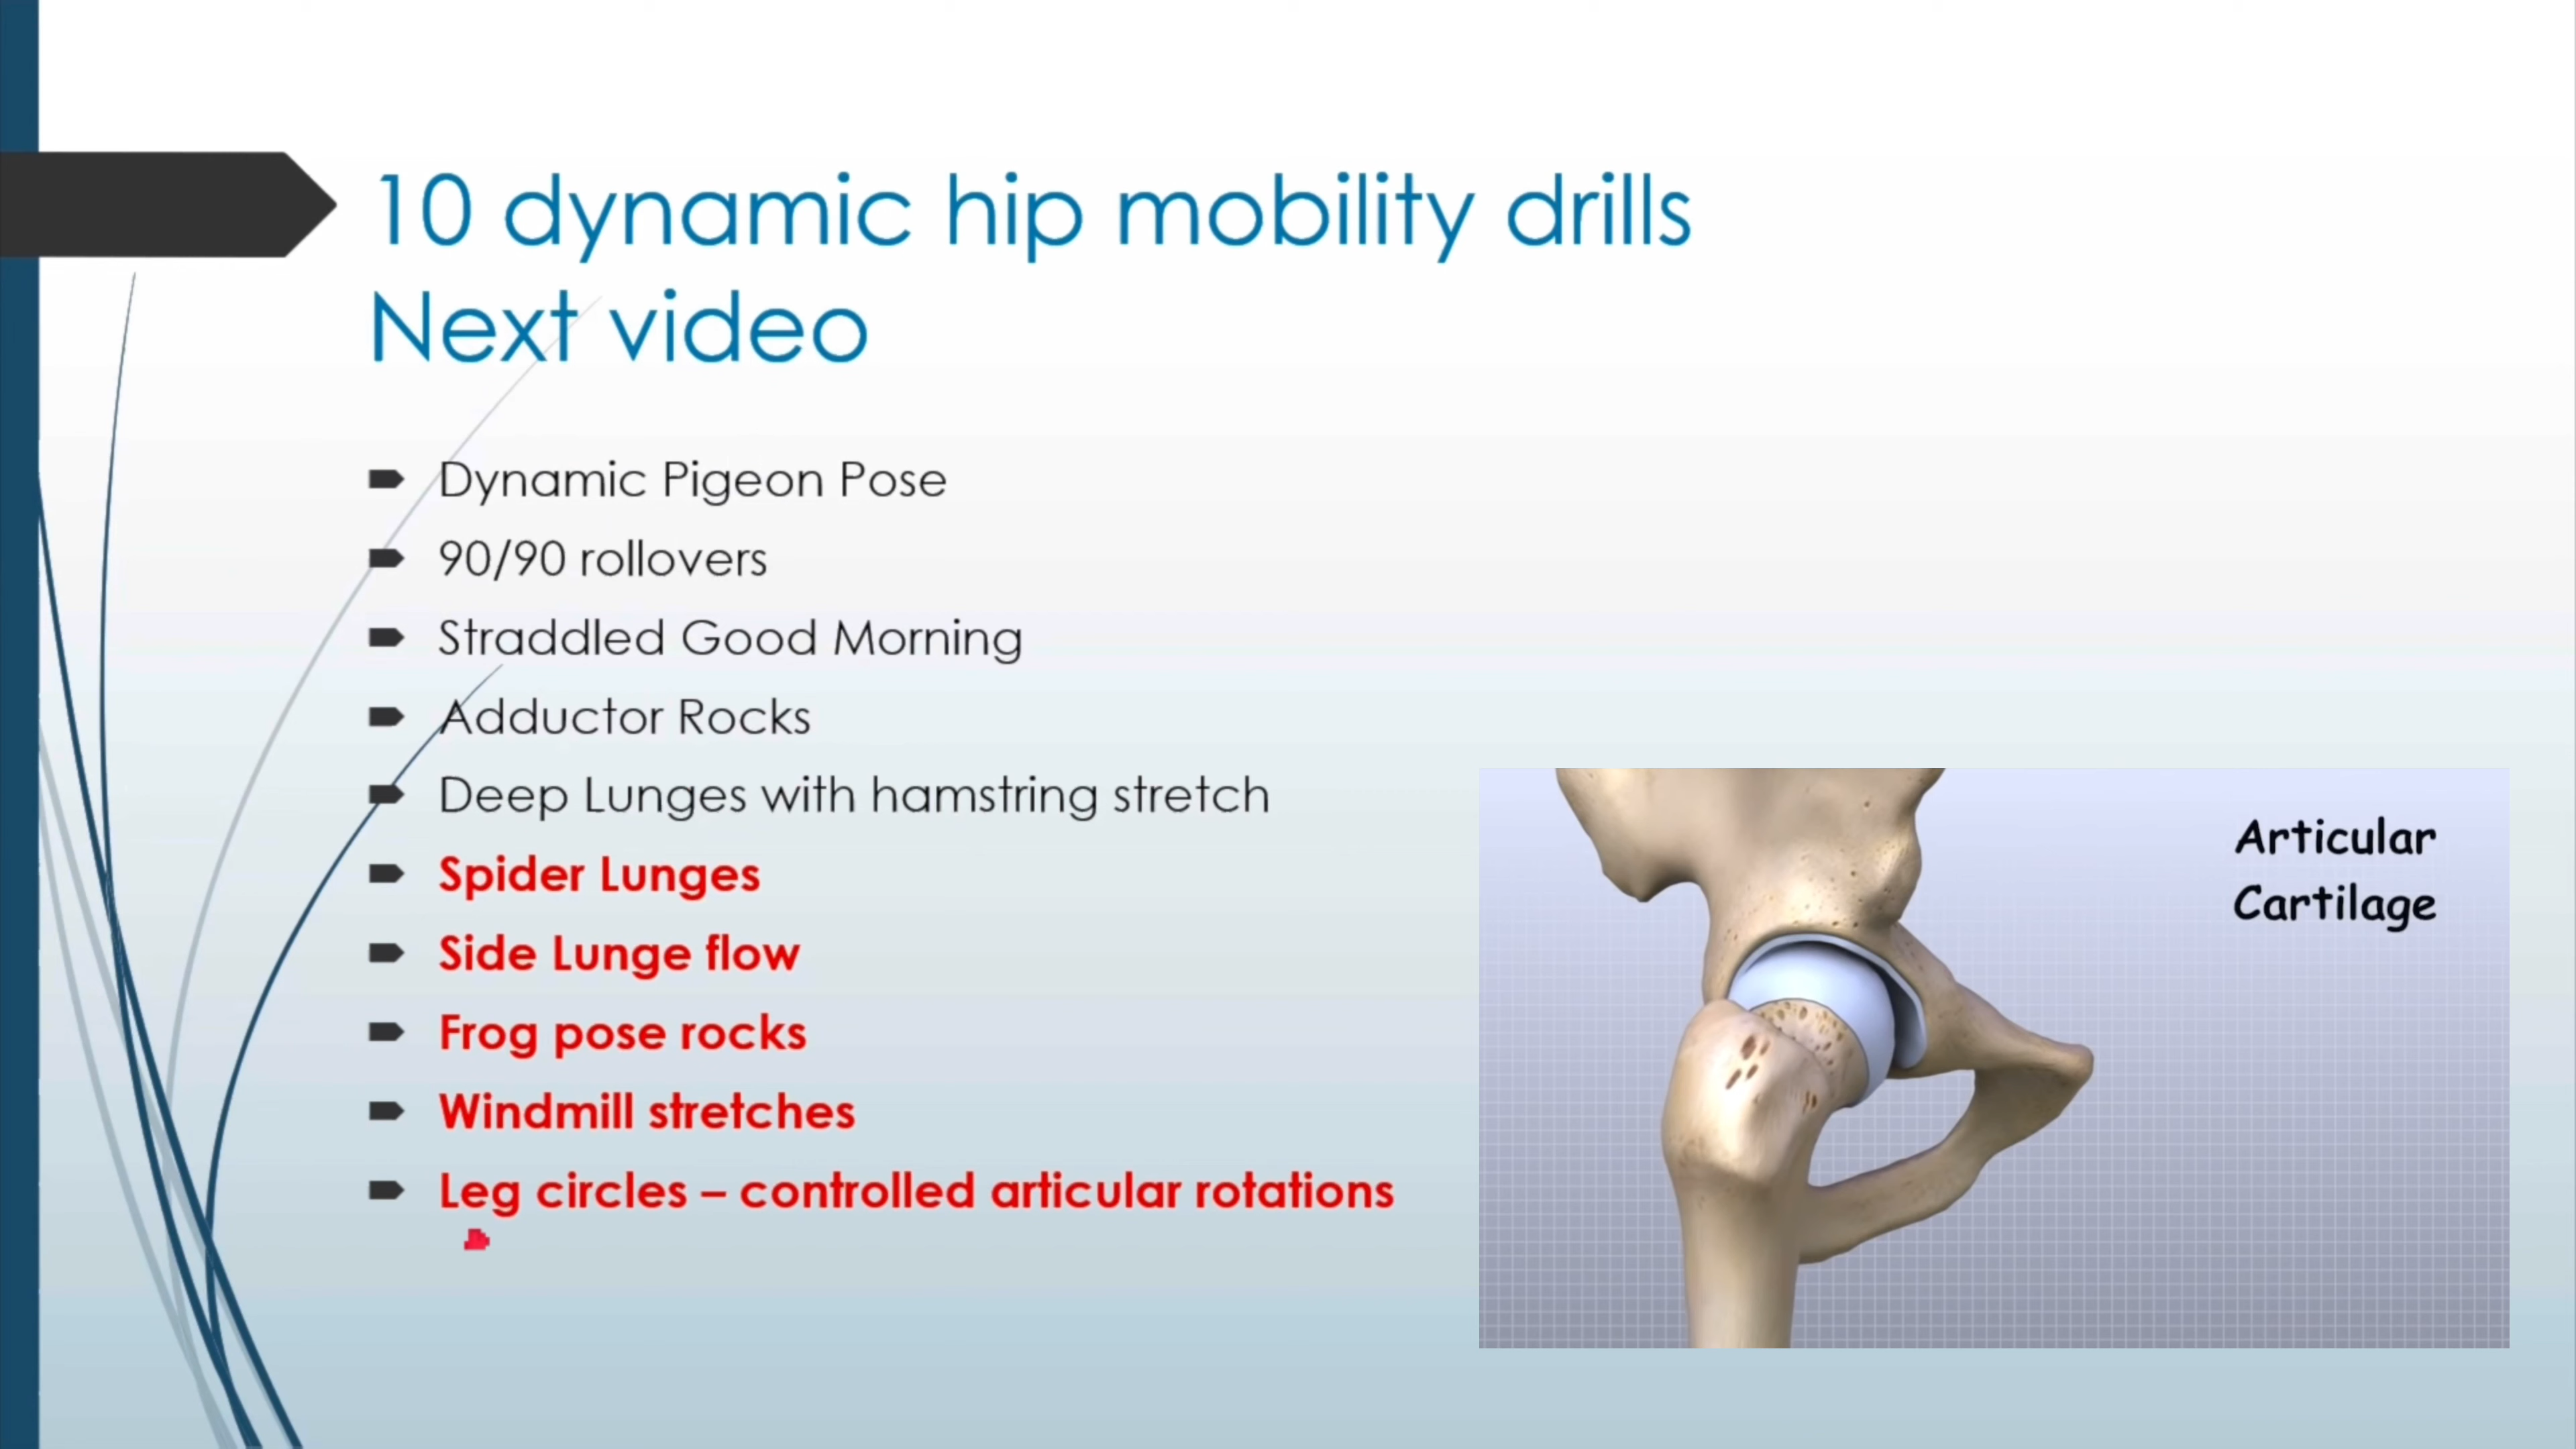 10 dynamic hip mobility drills
Next video
Dynamic Pigeon Pose
90/90 rollovers
Straddled Good Morning
Adductor Rocks
Deep Lunges with hamstring stretch
Spider Lunges
Side Lunge flow
Frog pose rocks
Windmill stretches
Leg circles – controlled articular rotations
Articular
Cartilage